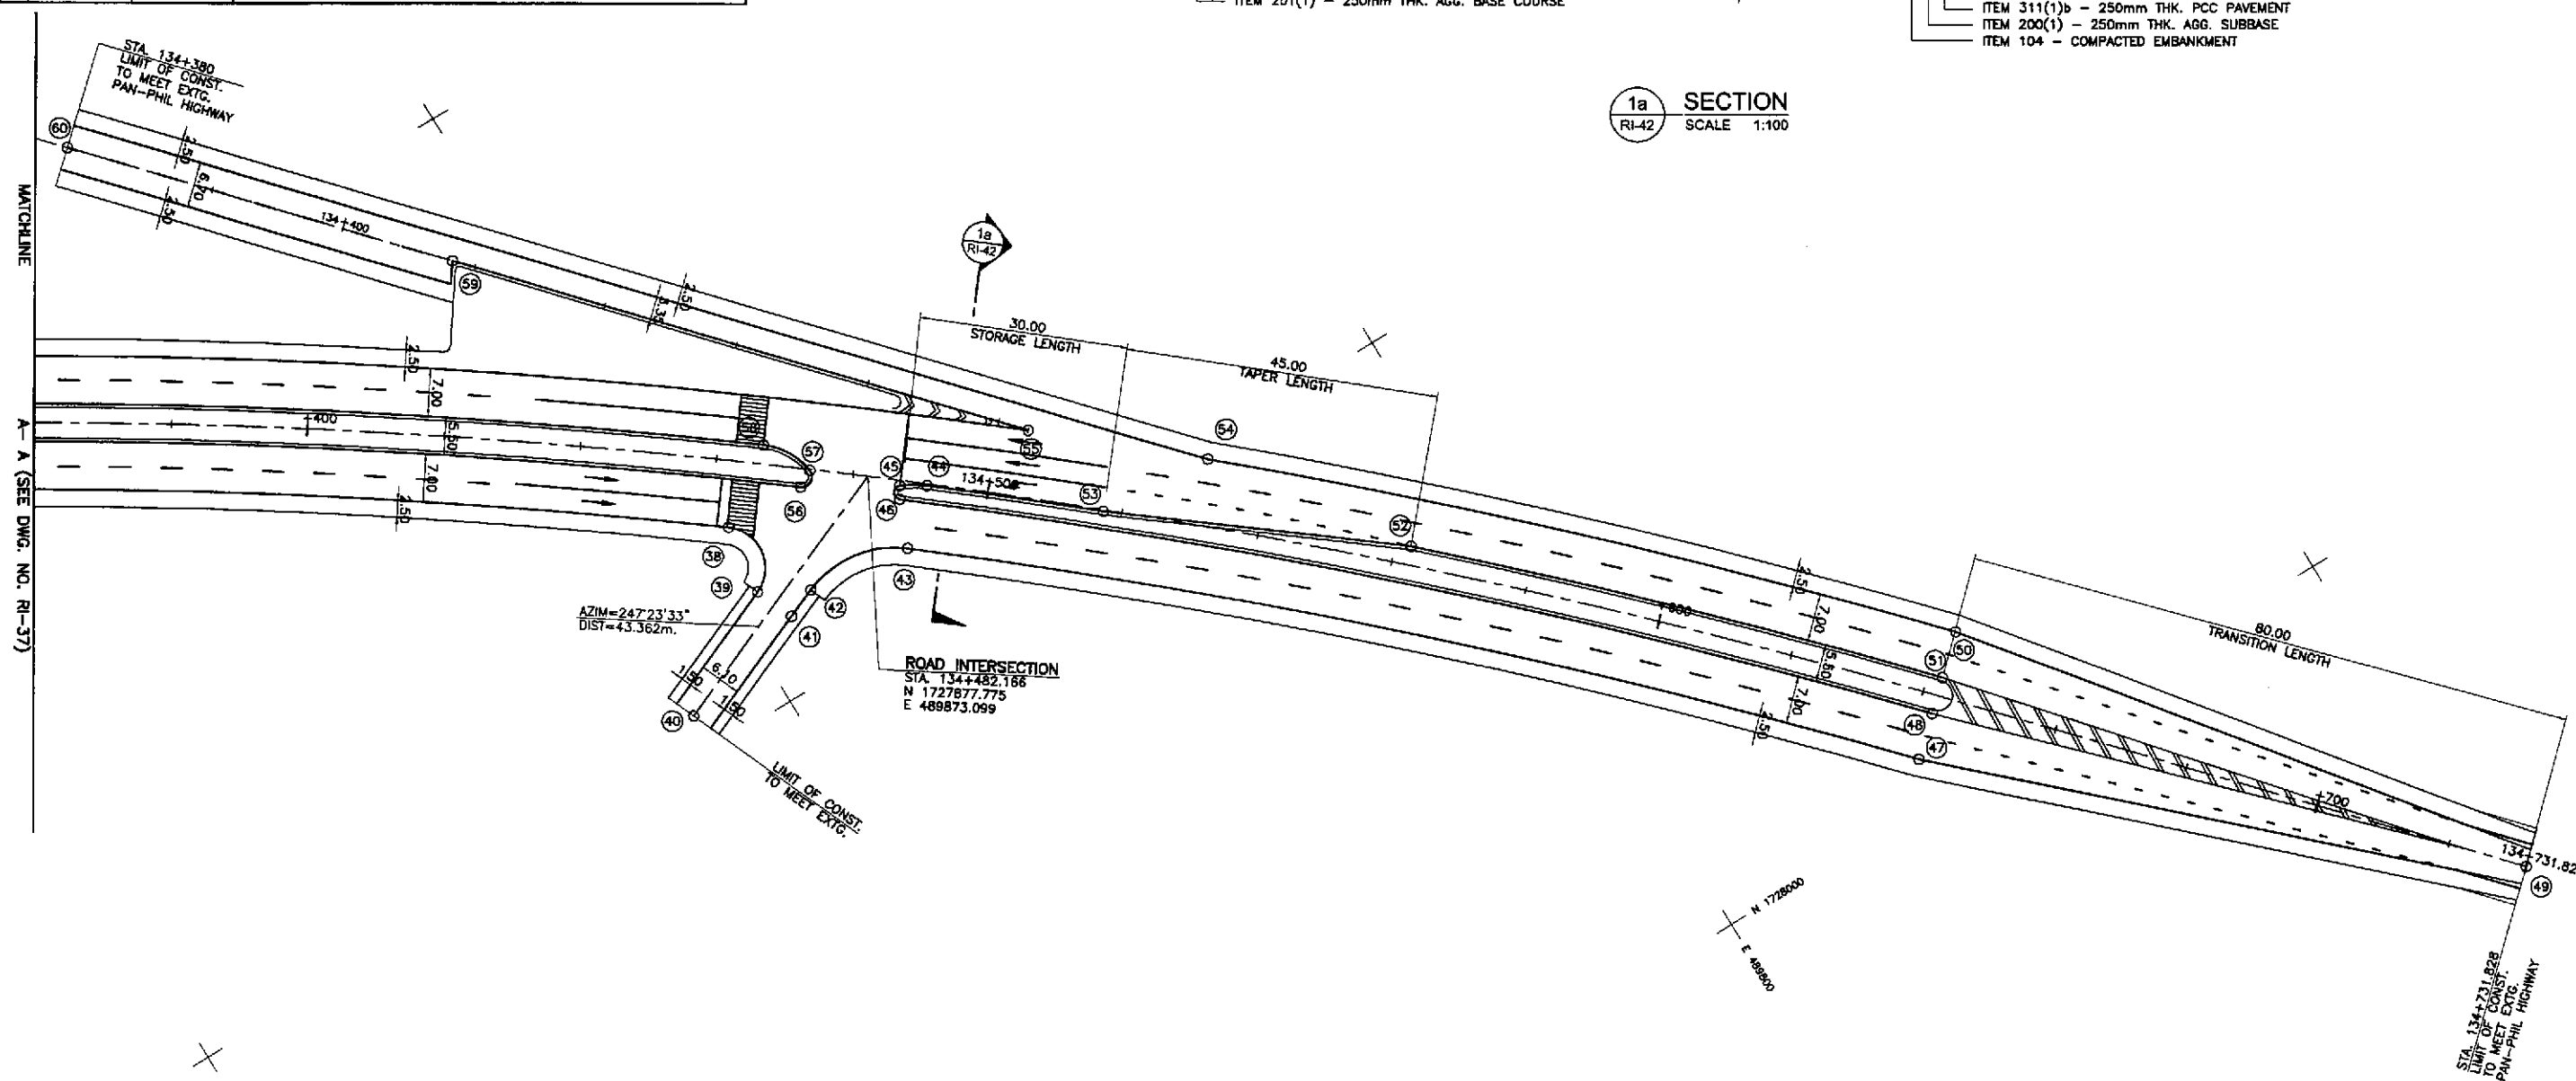 ITEM 201(1) - 250mm THK. AGG. BASE COURSE
ITEM 311(1)b - 250mm THK. PCC PAVEMENT
ITEM 200(1) - 250mm THK. AGG. SUBBASE
ITEM 104 - COMPACTED EMBANKMENT
1a
RI-42
SECTION
SCALE 1:100
STA. 134+380
LIMIT OF CONST.
TO MEET EXTG.
PAN-PHIL HIGHWAY
60
2.50
6.70
2.50
134+400
59
3.35
2.50
1a
RI-42
30.00
STORAGE LENGTH
45.00
TAPER LENGTH
MATCHLINE
A- A (SEE DWG. NO. RI-37)
2.50
7.00
+400
5.50
7.00
2.50
58
57
56
45
44
46
134+500
55
53
54
52
38
39
43
42
41
40
AZIM=247°23'33"
DIST=43.362m.
1.50
6.10
1.50
LIMIT OF CONST.
TO MEET EXTG.
ROAD INTERSECTION
STA. 134+482.166
N 1727877.775
E 489873.099
2.50
7.00
+600
5.50
7.00
2.50
51
50
48
47
80.00
TRANSITION LENGTH
+700
134+731.82
49
N 1728000
E 489800
STA. 134+731.828
LIMIT OF CONST.
TO MEET EXTG.
PAN-PHIL HIGHWAY